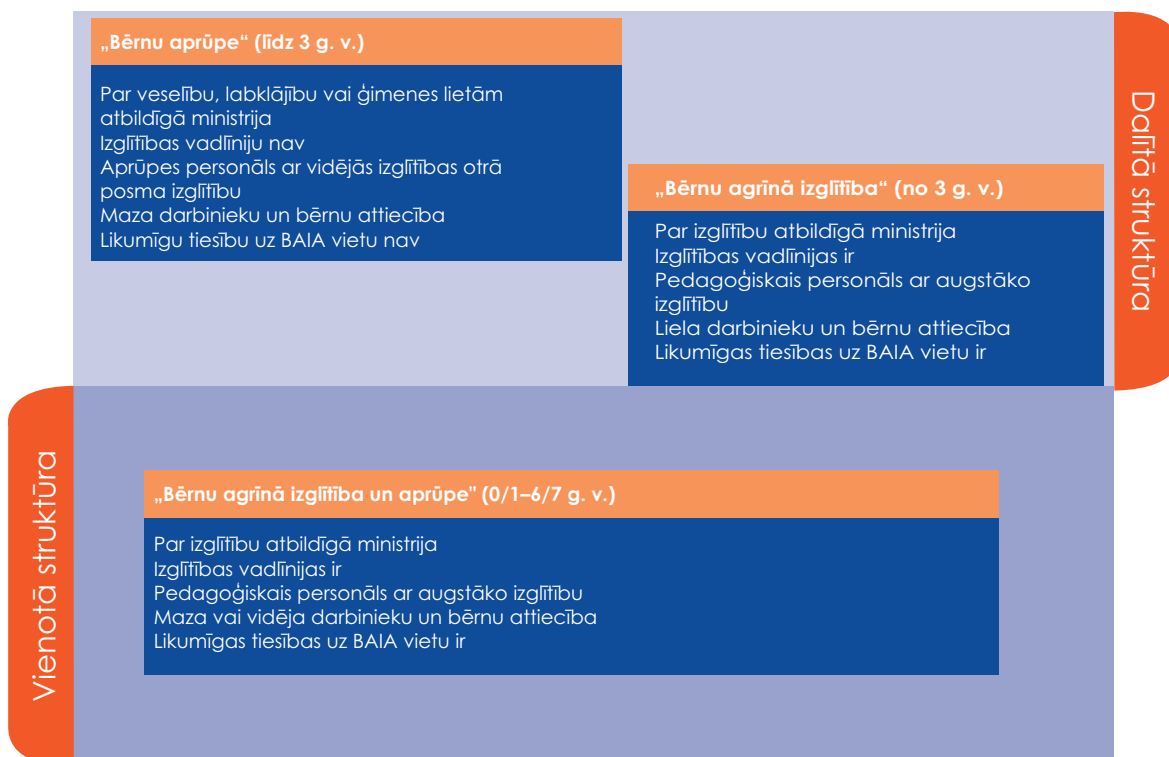 Dalītā struktūra
„Bērnu aprūpe“ (līdz 3 g. v.)
Par veselību, labklājību vai ģimenes lietām
atbildīgā ministrija
Izglītības vadlīniju nav
Aprūpes personāls ar vidējās izglītības otrā
posma izglītību
Maza darbinieku un bērnu attiecība
Likumīgu tiesību uz BAIA vietu nav
„Bērnu agrīnā izglītība“ (no 3 g. v.)
Par izglītību atbildīgā ministrija
Izglītības vadlīnijas ir
Pedagoģiskais personāls ar augstāko
izglītību
Liela darbinieku un bērnu attiecība
Likumīgas tiesības uz BAIA vietu ir
Vienotā struktūra
„Bērnu agrīnā izglītība un aprūpe" (0/1–6/7 g. v.)
Par izglītību atbildīgā ministrija
Izglītības vadlīnijas ir
Pedagoģiskais personāls ar augstāko izglītību
Maza vai vidēja darbinieku un bērnu attiecība
Likumīgas tiesības uz BAIA vietu ir